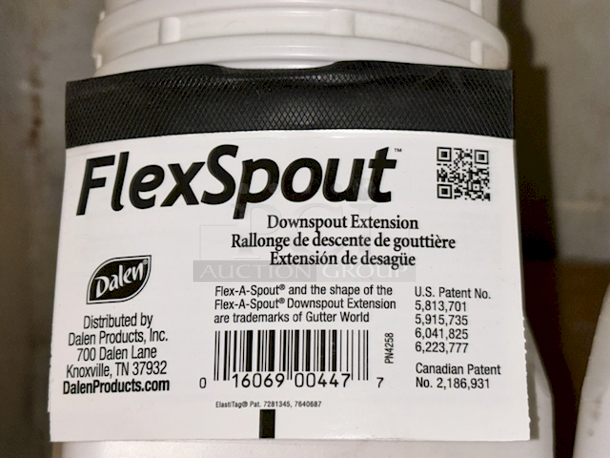 FlexSpout™
Downspout Extension
Rallonge de descente de gouttière
Extensión de desagüe
AUCTION GROUP
Dalen®
Distributed by
Dalen Products, Inc.
700 Dalen Lane
Knoxville, TN 37932
DalenProducts.com
Flex-A-Spout® and the shape of the
Flex-A-Spout® Downspout Extension
are trademarks of Gutter World
U.S. Patent No.
5,813,701
5,915,735
6,041,825
6,223,777
Canadian Patent
No. 2,186,931
PN4258
0 16069 00447 7
ElastiTag® Pat. 7281345, 7640687